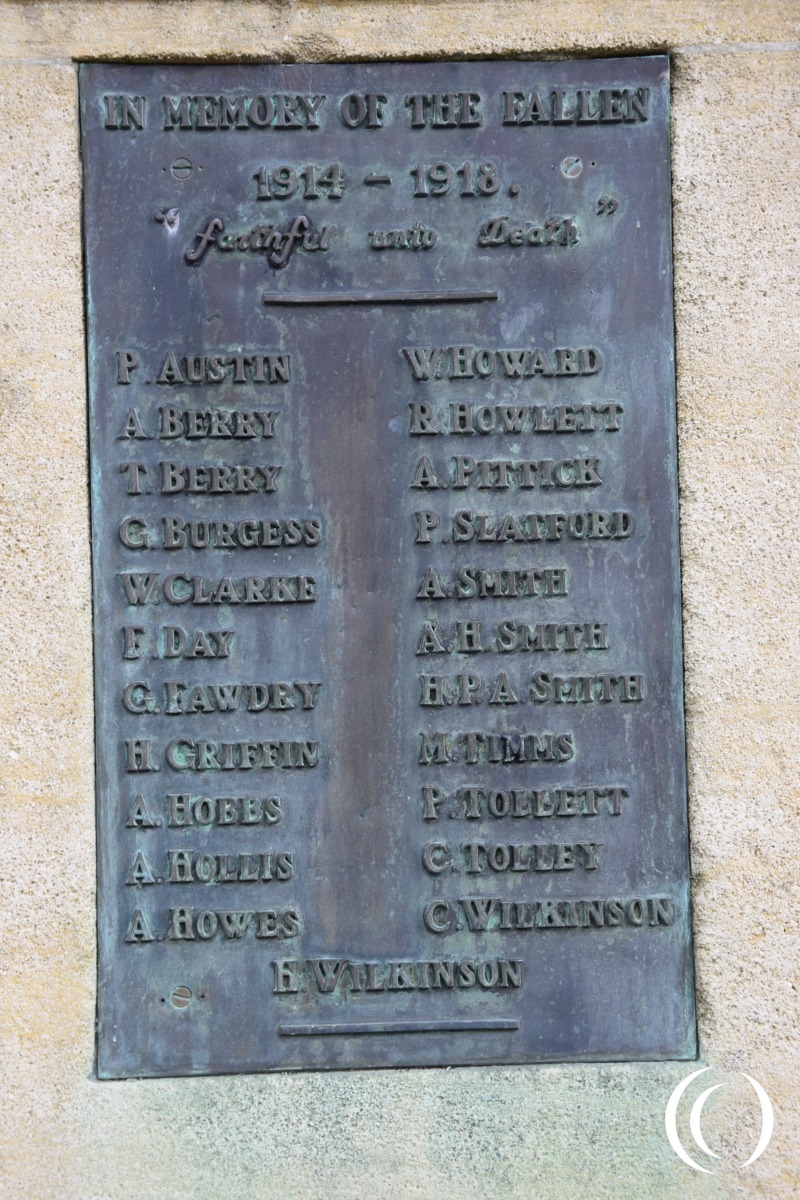 IN MEMORY OF THE FALLEN
1914 – 1918.
"Faithful unto Death"
P. AUSTIN
A. BERRY
T. BERRY
G. BURGESS
W. CLARKE
F. DAY
G. FAWDRY
H. GRIFFIN
A. HOBBS
A. HOLLIS
A. HOWES
W. HOWARD
R. HOWLETT
A. PITTICK
P. SLATFORD
A. SMITH
A. H. SMITH
H. P. A. SMITH
M. TIMMS
P. TOLLETT
C. TOLLEY
C. WILKINSON
H. WILKINSON